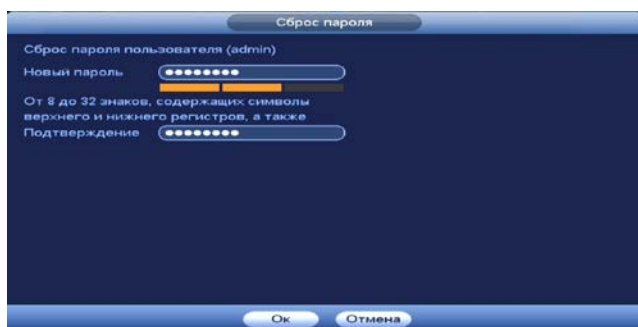 Сброс пароля
Сброс пароля пользователя (admin)
Новый пароль ●●●●●●●●
От 8 до 32 знаков, содержащих символы
верхнего и нижнего регистров, а также
Подтверждение ●●●●●●●●
Ок Отмена